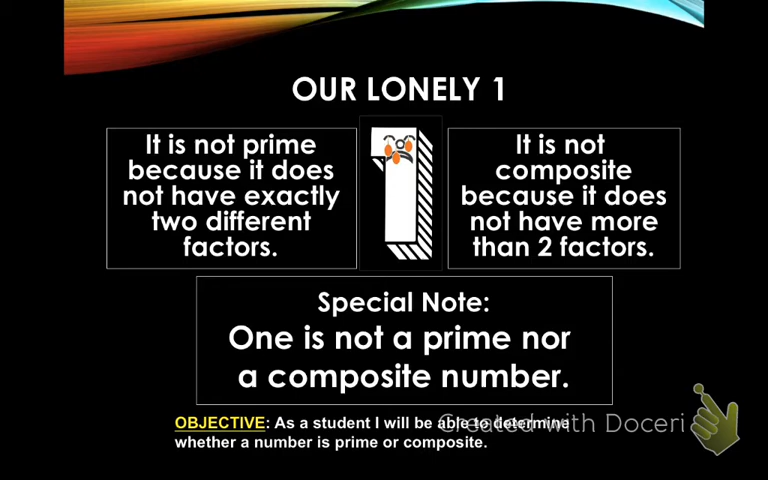 OUR LONELY 1
It is not prime
because it does
not have exactly
two different
factors.
It is not
composite
because it does
not have more
than 2 factors.
Special Note:
One is not a prime nor
a composite number.
OBJECTIVE: As a student I will be able to determine
whether a number is prime or composite.
Created with Doceri